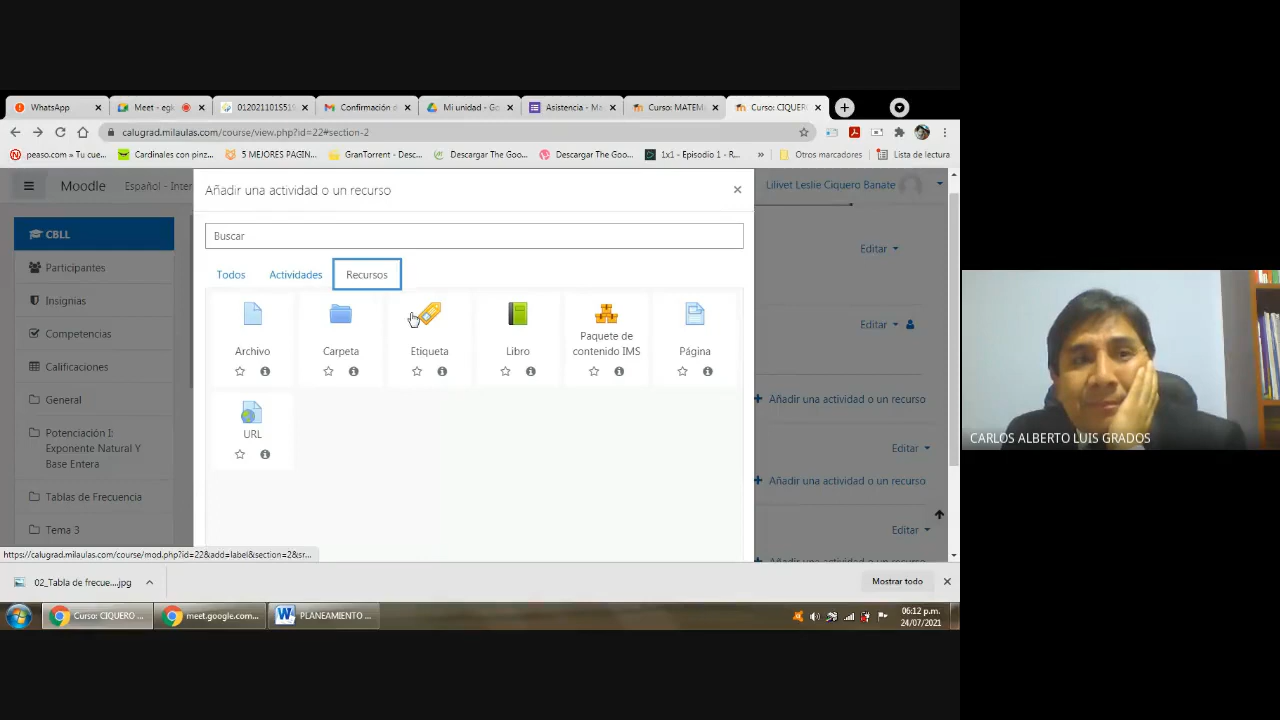 WhatsApp
Meet - egk
012021101S519
Confirmación d
Mi unidad - Go
Asistencia - Ma
Curso: MATEM
Curso: CIQUER
calugrad.milaulas.com/course/view.php?id=22#section-2
peaso.com » Tu cue...
Cardinales con pinz...
5 MEJORES PAGIN...
GranTorrent - Desc...
Descargar The Goo...
Descargar The Goo...
1x1 - Episodio 1 - R...
»
Otros marcadores
Lista de lectura
Moodle
Español - Inter
Añadir una actividad o un recurso
×
Lilivet Leslie Ciquero Banate
Buscar
CBLL
Participantes
Insignias
Competencias
Calificaciones
General
Potenciación I:
Exponente Natural Y
Base Entera
Tablas de Frecuencia
Tema 3
Todos
Actividades
Recursos
Archivo
Carpeta
Etiqueta
Libro
Paquete de
contenido IMS
Página
URL
Editar
Editar
+ Añadir una actividad o un recurso
Editar
+ Añadir una actividad o un recurso
Editar
Añadir una actividad o un recurso
https://calugrad.milaulas.com/course/mod.php?id=22&add=label&section=2&sr...
02_Tabla de frecue....jpg
Mostrar todo
Curso: CIQUERO ...
meet.google.com...
PLANEAMIENTO ...
06:12 p.m.
24/07/2021
CARLOS ALBERTO LUIS GRADOS